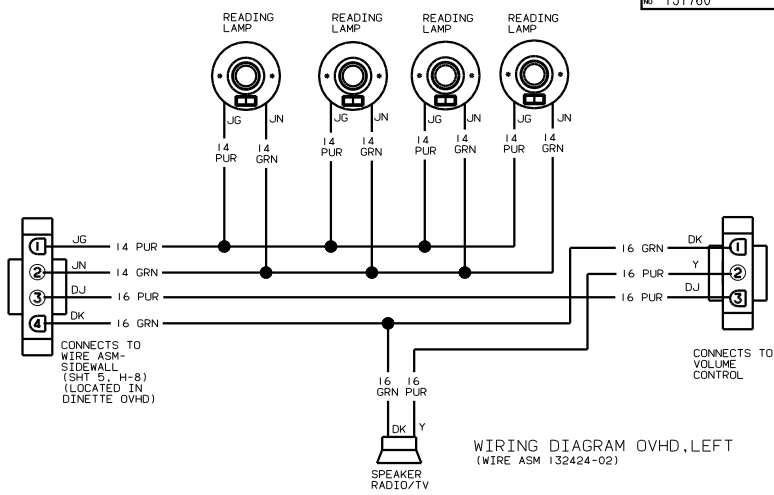 NO 131760
READING LAMP
READING LAMP
READING LAMP
READING LAMP
JG
JN
JG
JN
JG
JN
JG
JN
14 PUR
14 GRN
14 PUR
14 GRN
14 PUR
14 GRN
14 PUR
14 GRN
1
JG
14 PUR
2
JN
14 GRN
3
DJ
16 PUR
4
DK
16 GRN
16 GRN
DK
1
16 PUR
Y
2
16 PUR
DJ
3
CONNECTS TO
WIRE ASM-
SIDEWALL
(SHT 5, H-8)
(LOCATED IN
DINETTE OVHD)
CONNECTS TO
VOLUME
CONTROL
16 GRN
16 PUR
DK
Y
SPEAKER
RADIO/TV
WIRING DIAGRAM OVHD,LEFT
(WIRE ASM 132424-02)